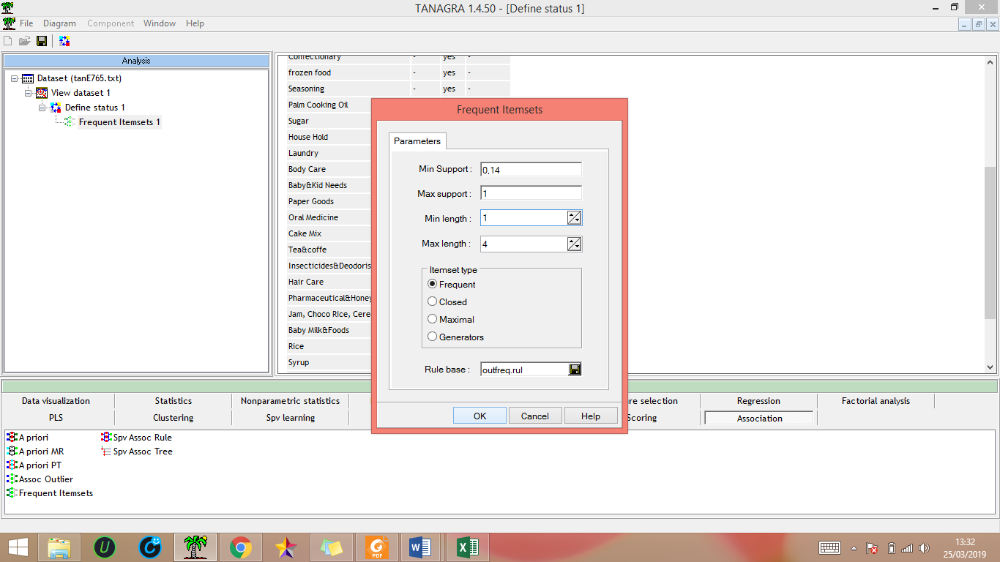 TANAGRA 1.4.50 - [Define status 1]
File Diagram Component Window Help
Analysis
Dataset (tanE765.txt)
View dataset 1
Define status 1
Frequent Itemsets 1
Confectionary - yes -
frozen food - yes -
Seasoning - yes -
Palm Cooking Oil
Sugar
House Hold
Laundry
Body Care
Baby&Kid Needs
Paper Goods
Oral Medicine
Cake Mix
Tea&coffe
Insecticides&Deodoris
Hair Care
Pharmaceutical&Honey
Jam, Choco Rice, Cere
Baby Milk&Foods
Rice
Syrup
Frequent Itemsets
Parameters
Min Support : 0,14
Max support : 1
Min length : 1
Max length : 4
Itemset type
Frequent
Closed
Maximal
Generators
Rule base : outfreq.rul
OK Cancel Help
Data visualization Statistics Nonparametric statistics re selection Regression Factorial analysis
PLS Clustering Spv learning Scoring Association
A priori Spv Assoc Rule
A priori MR Spv Assoc Tree
A priori PT
Assoc Outlier
Frequent Itemsets
PDF
13:32
25/03/2019